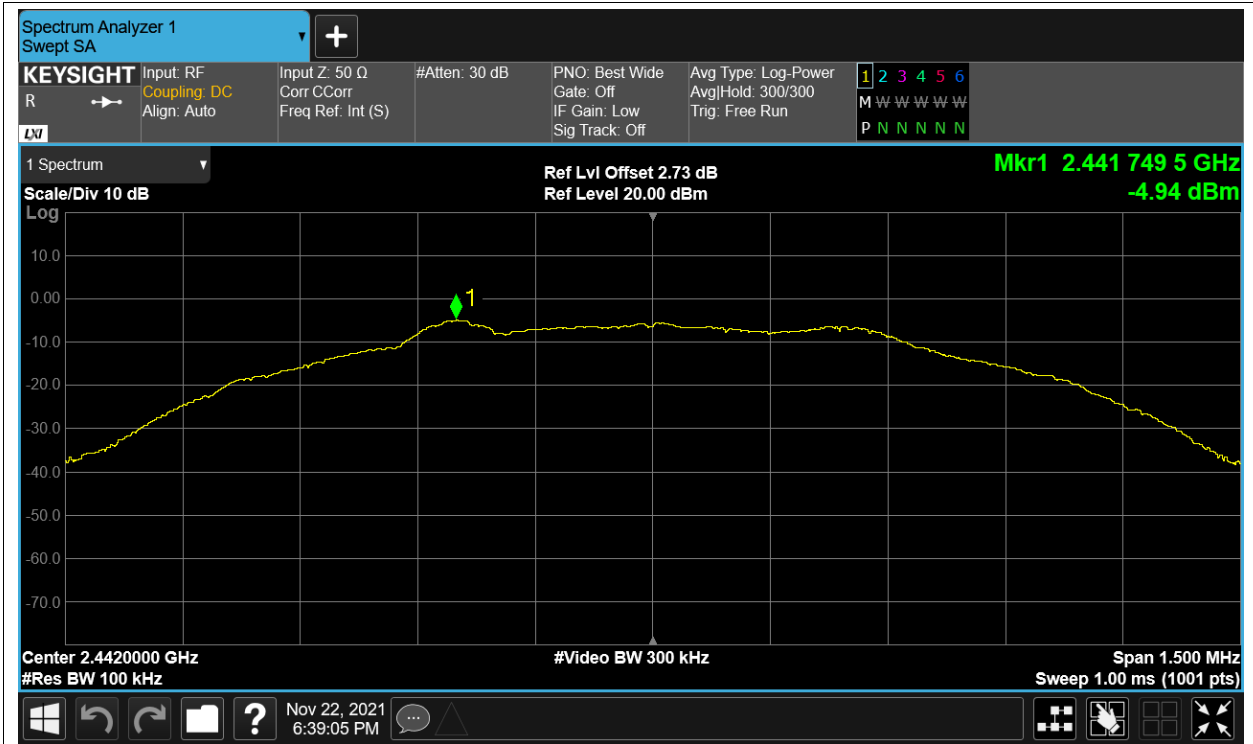 Spectrum Analyzer 1
Swept SA
KEYSIGHT
R
LXI
Input: RF
Coupling: DC
Align: Auto
Input Z: 50 Ω
Corr CCorr
Freq Ref: Int (S)
#Atten: 30 dB
PNO: Best Wide
Gate: Off
IF Gain: Low
Sig Track: Off
Avg Type: Log-Power
Avg|Hold: 300/300
Trig: Free Run
1 2 3 4 5 6
M W W W W W
P N N N N N
1 Spectrum
Scale/Div 10 dB
Log
Ref Lvl Offset 2.73 dB
Ref Level 20.00 dBm
Mkr1 2.441 749 5 GHz
-4.94 dBm
10.0
0.00
1
-10.0
-20.0
-30.0
-40.0
-50.0
-60.0
-70.0
Center 2.4420000 GHz
#Video BW 300 kHz
Span 1.500 MHz
#Res BW 100 kHz
Sweep 1.00 ms (1001 pts)
?
Nov 22, 2021
6:39:05 PM